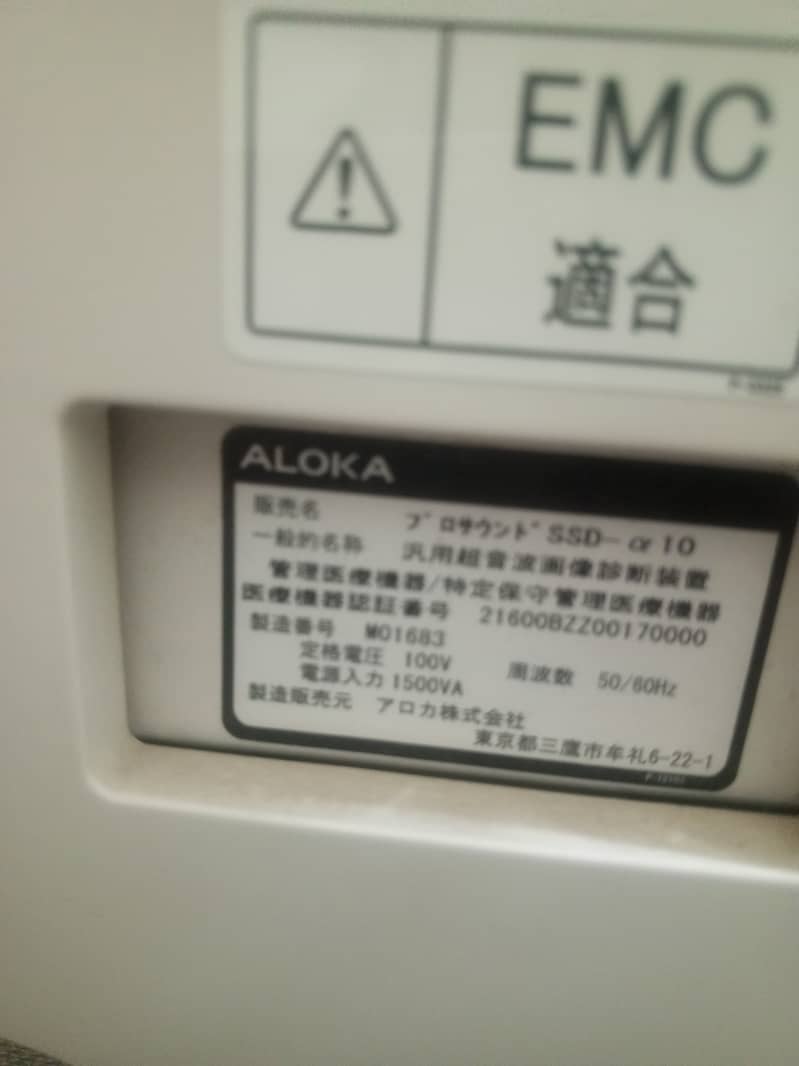 EMC
適合
ALOKA
販売名 プロサウンド SSD-α10
一般的名称 汎用超音波画像診断装置
管理医療機器/特定保守管理医療機器
医療機器認証番号 21600BZZ00170000
製造番号 M01683
定格電圧 100V 周波数 50/60Hz
電源入力 1500VA
製造販売元 アロカ株式会社
東京都三鷹市牟礼6-22-1